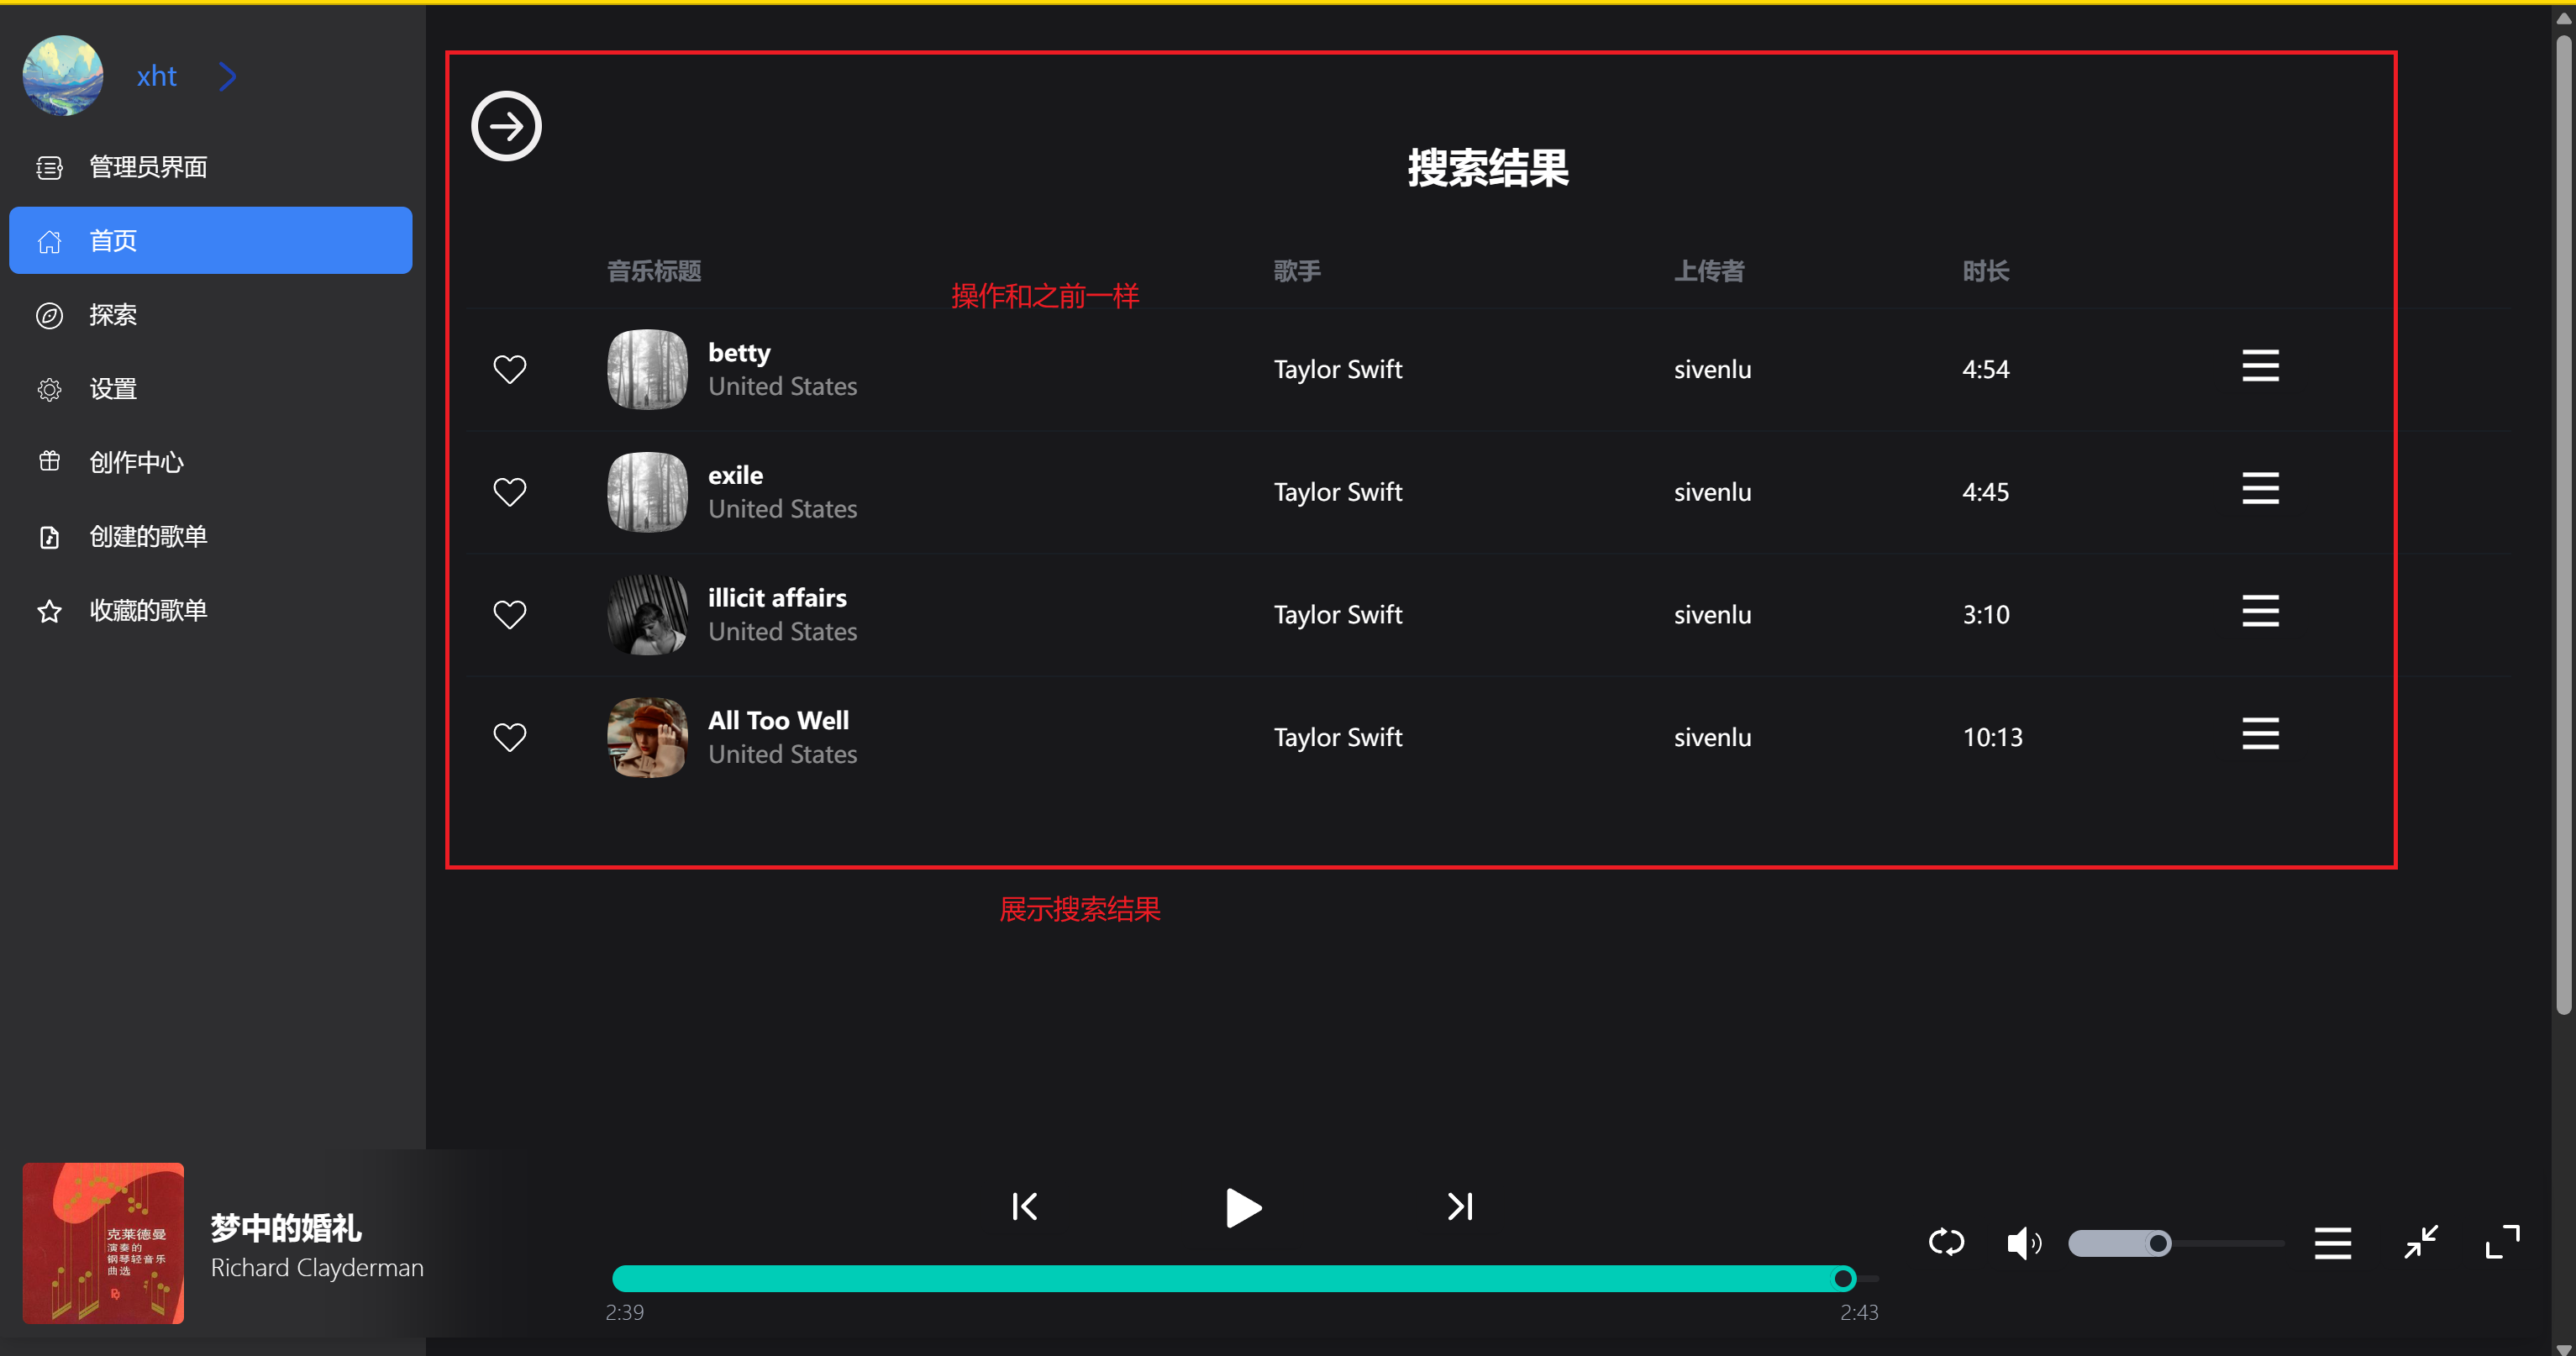 xht
管理员界面
首页
探索
设置
创作中心
创建的歌单
收藏的歌单
搜索结果
音乐标题 歌手 上传者 时长
操作和之前一样
betty
United States
Taylor Swift sivenlu 4:54
exile
United States
Taylor Swift sivenlu 4:45
illicit affairs
United States
Taylor Swift sivenlu 3:10
All Too Well
United States
Taylor Swift sivenlu 10:13
展示搜索结果
克莱德曼
演奏的
钢琴轻音乐
曲选
梦中的婚礼
Richard Clayderman
2:39 2:43